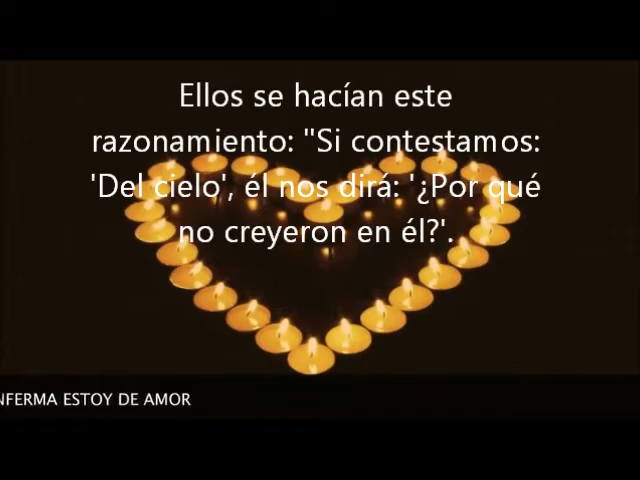 Ellos se hacían este
razonamiento: "Si contestamos:
'Del cielo', él nos dirá: '¿Por qué
no creyeron en él?'.
NFERMA ESTOY DE AMOR